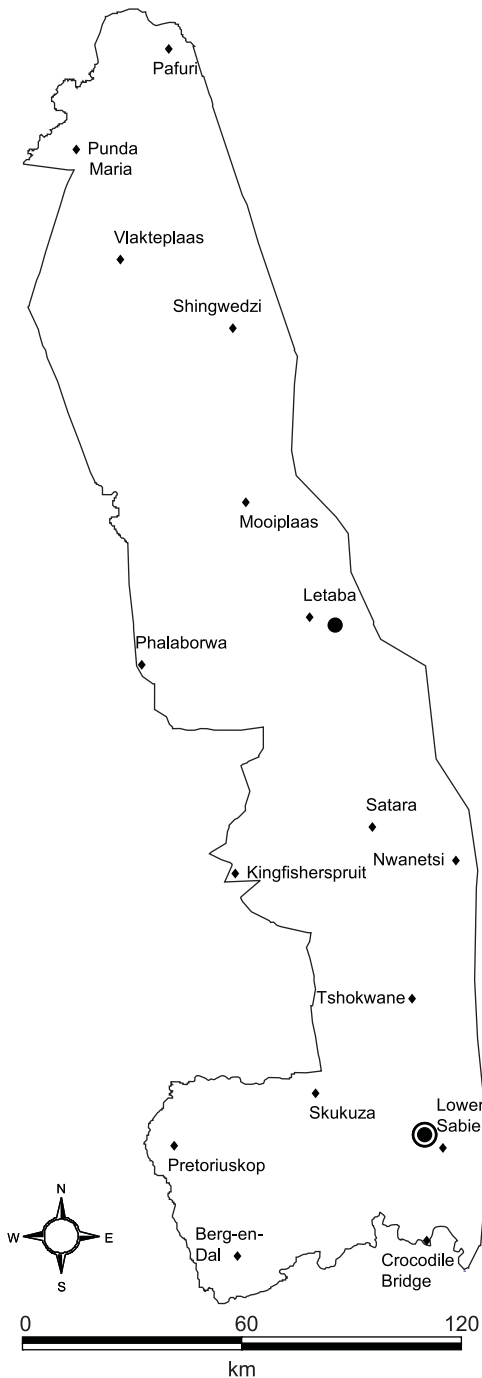 Pafuri
Punda
Maria
Vlakteplaas
Shingwedzi
Mooiplaas
Letaba
Phalaborwa
Satara
Nwanetsi
Kingfisherspruit
Tshokwane
Skukuza
Lower
Sabie
Pretoriuskop
Berg-en-
Dal
Crocodile
Bridge
N
W E
S
0 60 120
km